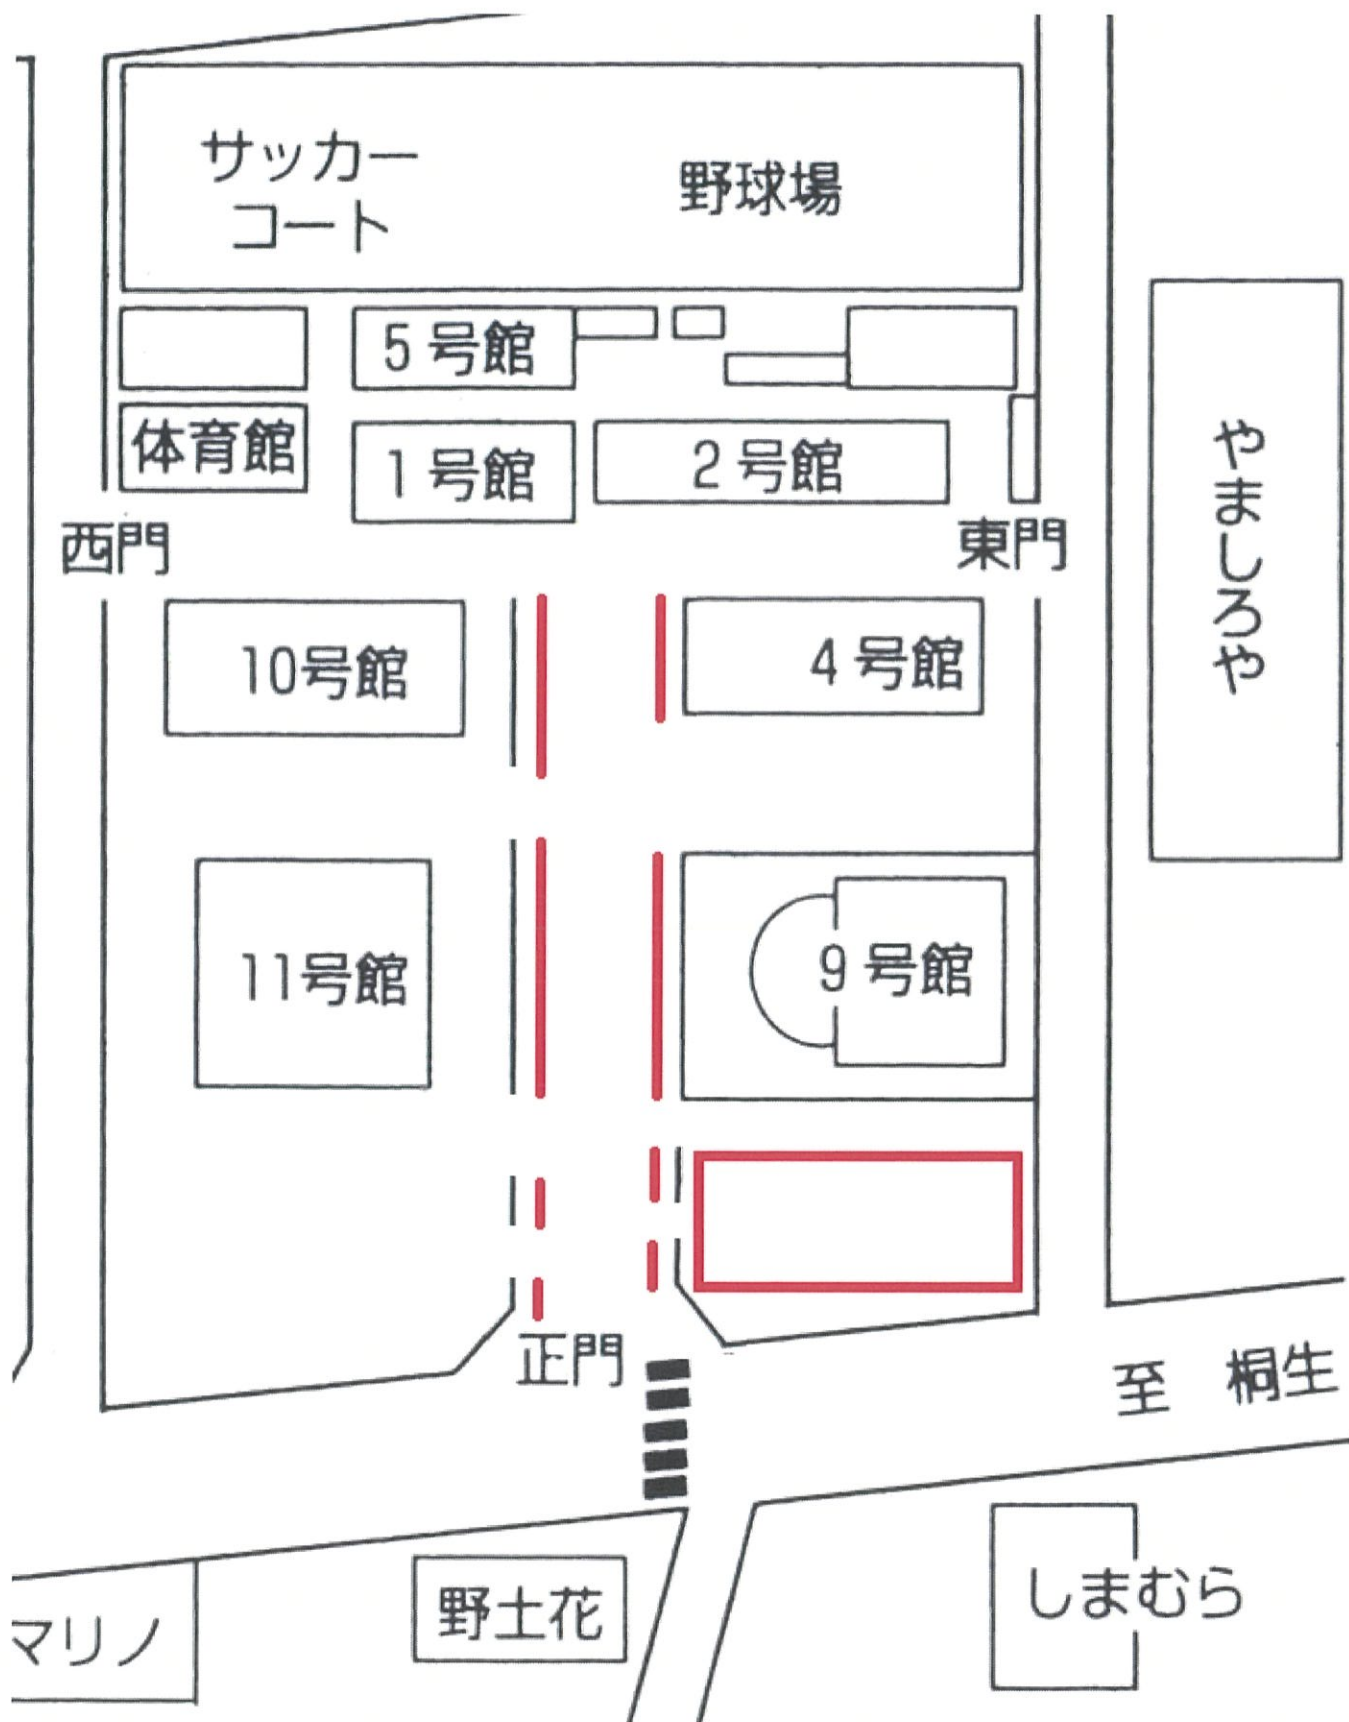 サッカー
コート
野球場
5号館
体育館
1号館
2号館
西門
東門
やましろや
10号館
4号館
11号館
9号館
正門
至 桐生
マリノ
野土花
しまむら